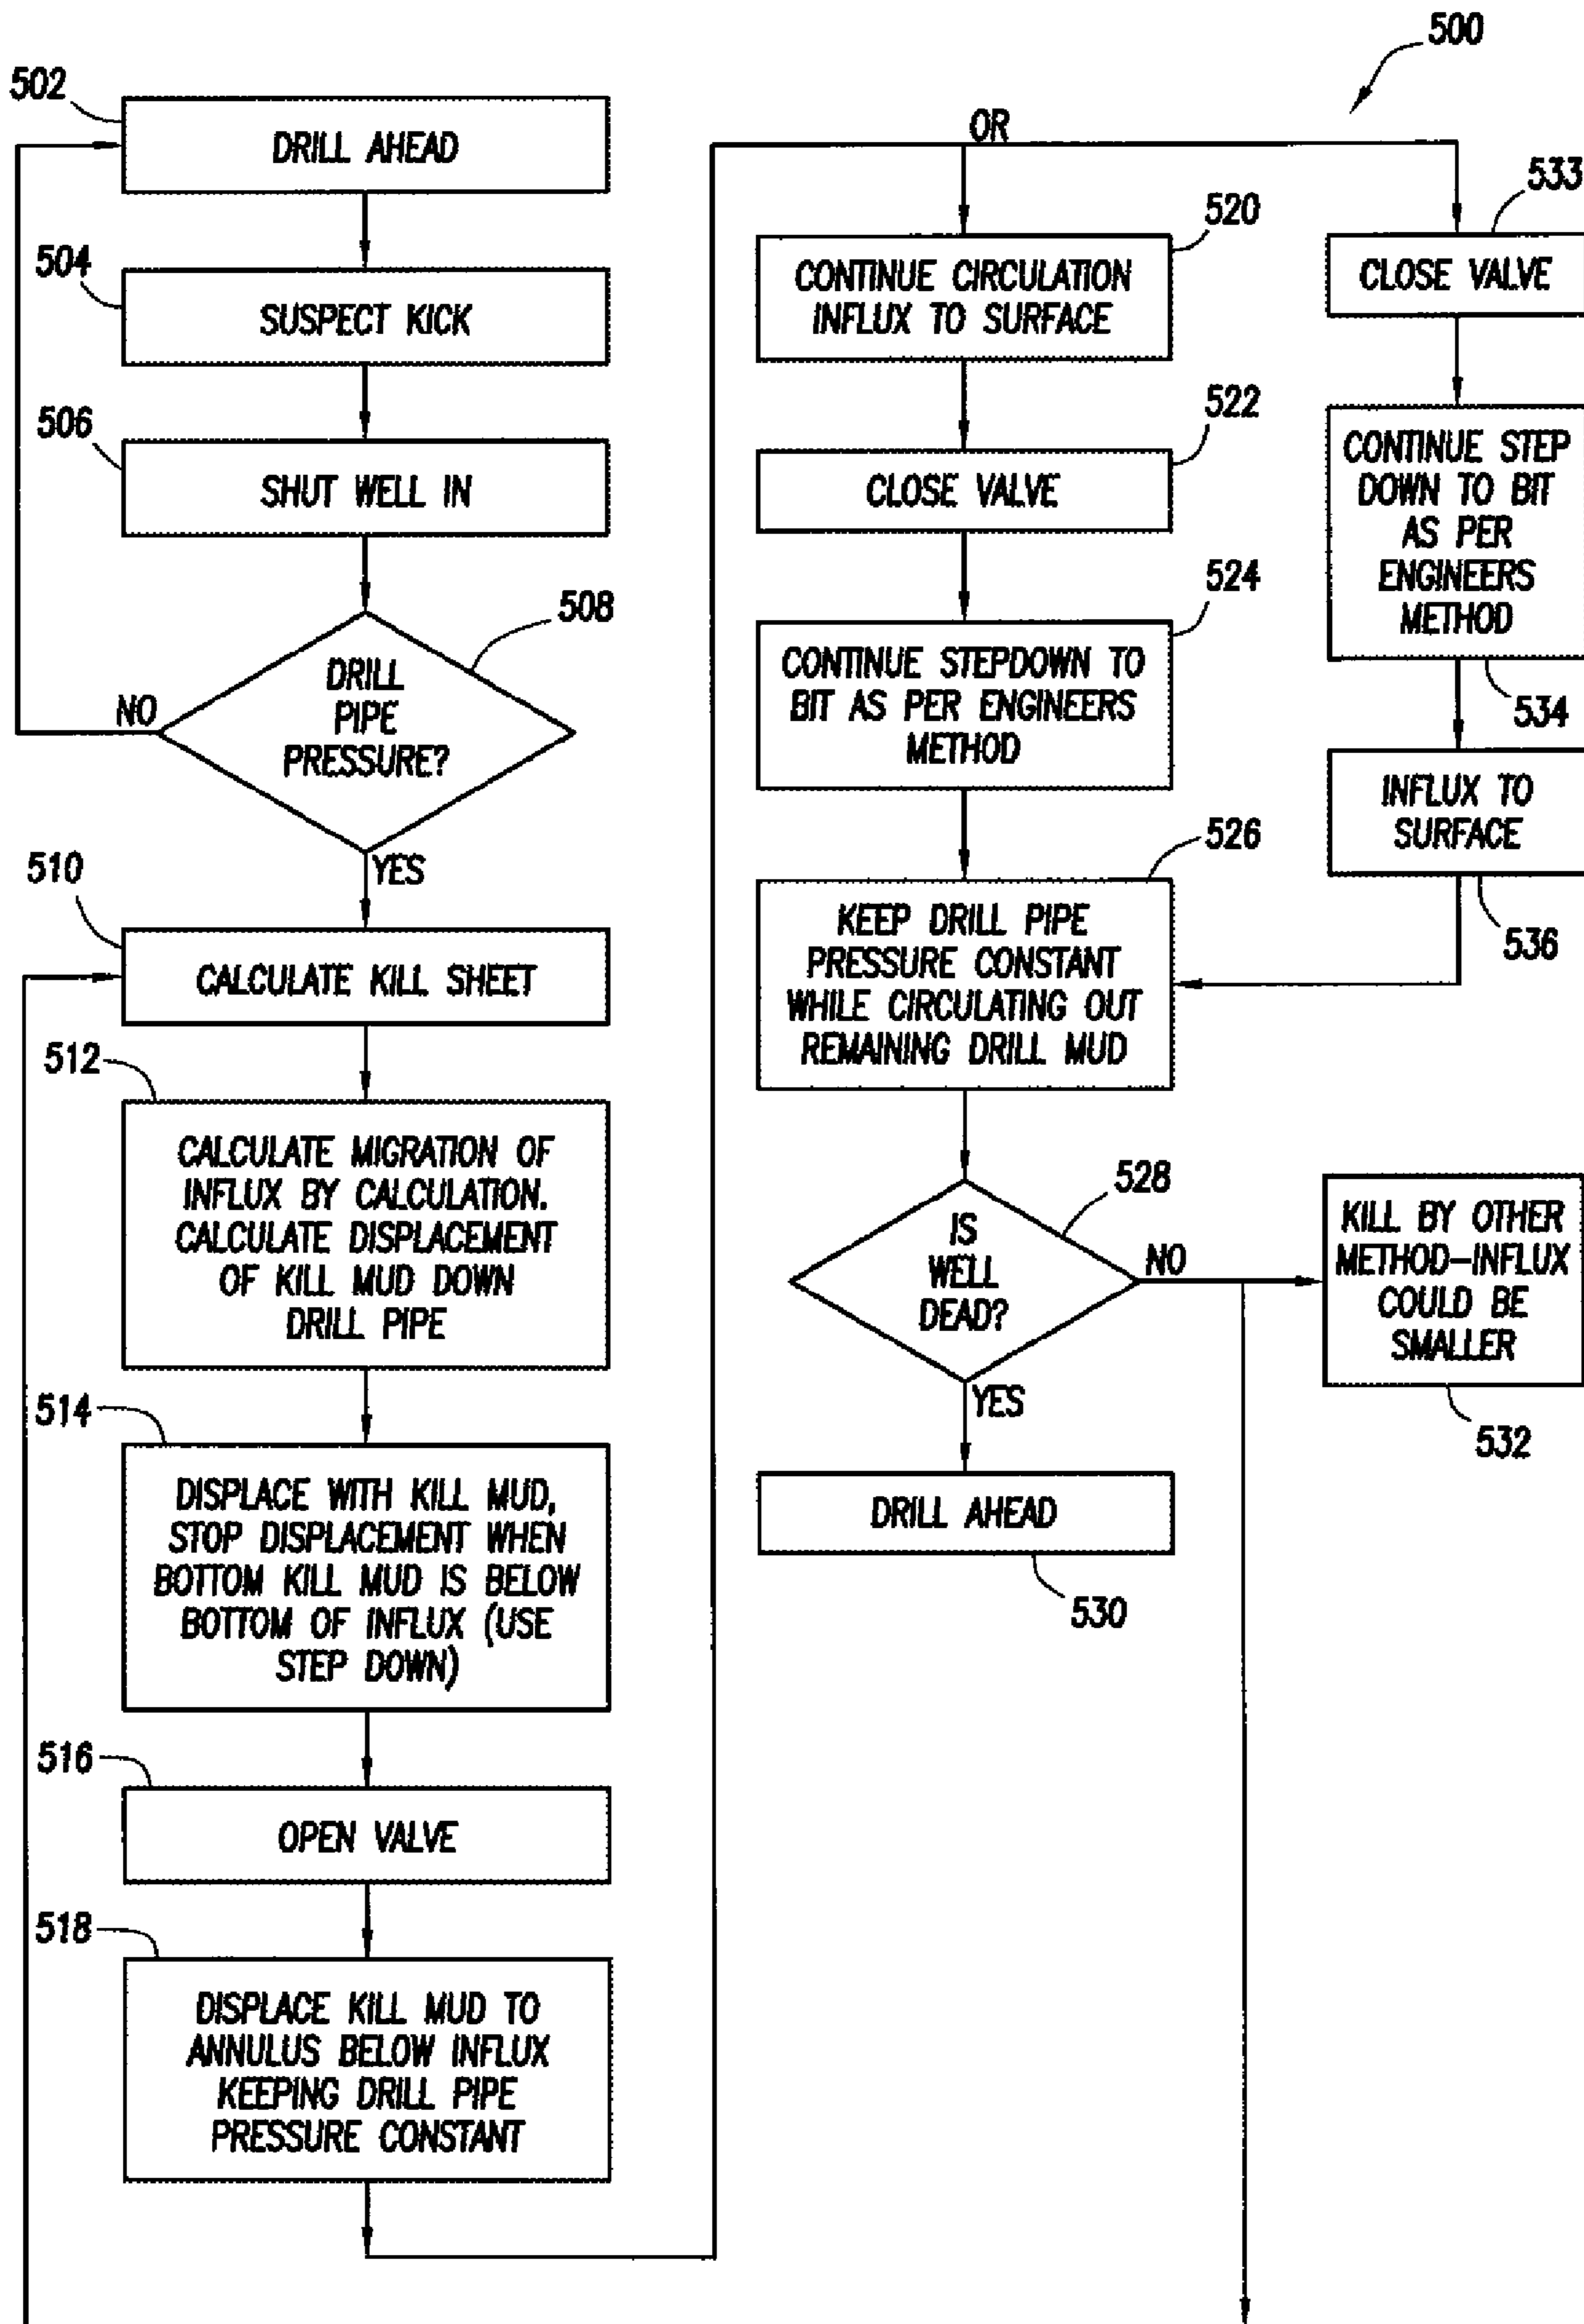 500
502
DRILL AHEAD
504
SUSPECT KICK
506
SHUT WELL IN
508
DRILL
PIPE
PRESSURE?
NO
YES
510
CALCULATE KILL SHEET
512
CALCULATE MIGRATION OF
INFLUX BY CALCULATION.
CALCULATE DISPLACEMENT
OF KILL MUD DOWN
DRILL PIPE
514
DISPLACE WITH KILL MUD,
STOP DISPLACEMENT WHEN
BOTTOM KILL MUD IS BELOW
BOTTOM OF INFLUX (USE
STEP DOWN)
516
OPEN VALVE
518
DISPLACE KILL MUD TO
ANNULUS BELOW INFLUX
KEEPING DRILL PIPE
PRESSURE CONSTANT
OR
520
CONTINUE CIRCULATION
INFLUX TO SURFACE
522
CLOSE VALVE
524
CONTINUE STEPDOWN TO
BIT AS PER ENGINEERS
METHOD
526
KEEP DRILL PIPE
PRESSURE CONSTANT
WHILE CIRCULATING OUT
REMAINING DRILL MUD
528
IS
WELL
DEAD?
NO
YES
DRILL AHEAD
530
533
CLOSE VALVE
CONTINUE STEP
DOWN TO BIT
AS PER
ENGINEERS
METHOD
534
INFLUX TO
SURFACE
536
KILL BY OTHER
METHOD-INFLUX
COULD BE
SMALLER
532